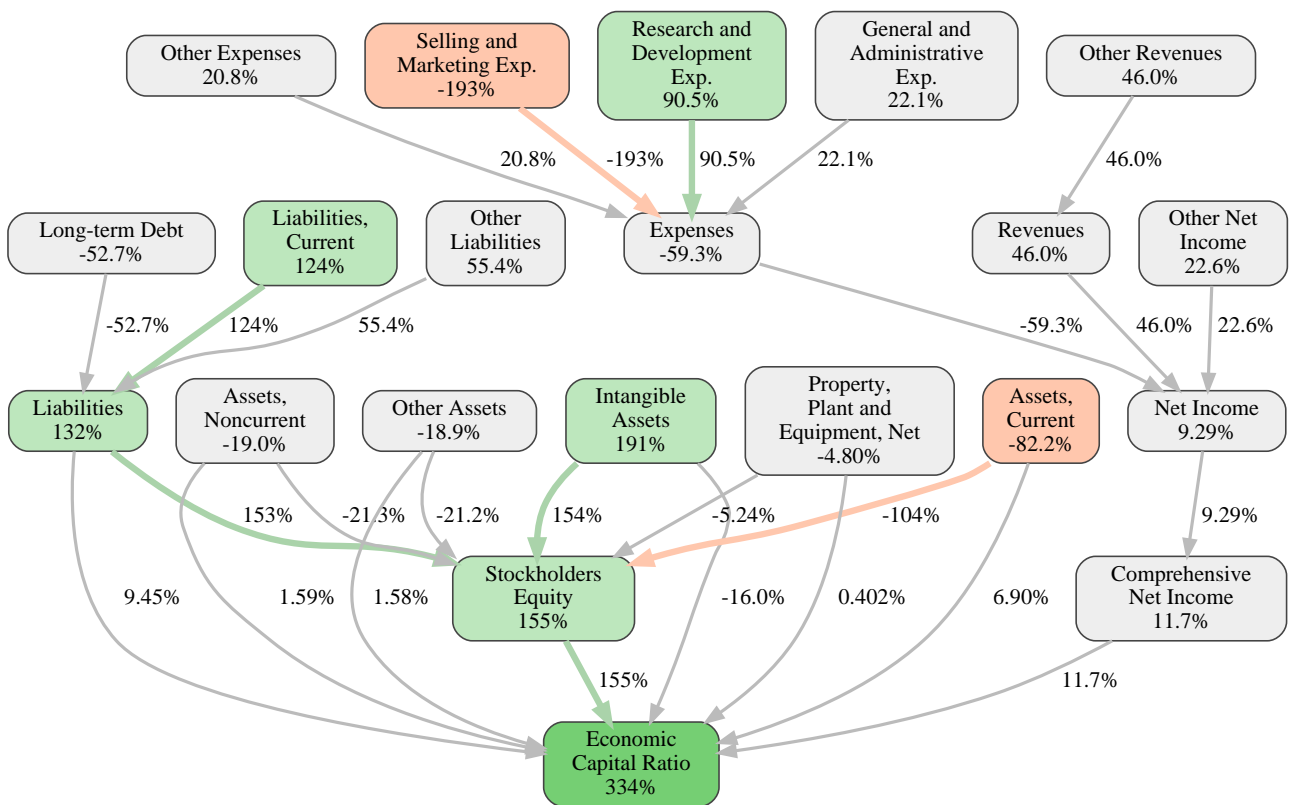 Other Expenses
20.8%
Selling and
Marketing Exp.
-193%
Research and
Development
Exp.
90.5%
General and
Administrative
Exp.
22.1%
Other Revenues
46.0%
20.8%
-193%
90.5%
22.1%
46.0%
Long-term Debt
-52.7%
Liabilities,
Current
124%
Other
Liabilities
55.4%
Expenses
-59.3%
Revenues
46.0%
Other Net
Income
22.6%
-52.7%
124%
55.4%
-59.3%
46.0%
22.6%
Liabilities
132%
Assets,
Noncurrent
-19.0%
Other Assets
-18.9%
Intangible
Assets
191%
Property,
Plant and
Equipment, Net
-4.80%
Assets,
Current
-82.2%
Net Income
9.29%
153%
-21.3%
-21.2%
154%
-5.24%
-104%
9.29%
Stockholders
Equity
155%
Comprehensive
Net Income
11.7%
9.45%
1.59%
1.58%
-16.0%
0.402%
6.90%
155%
11.7%
Economic
Capital Ratio
334%